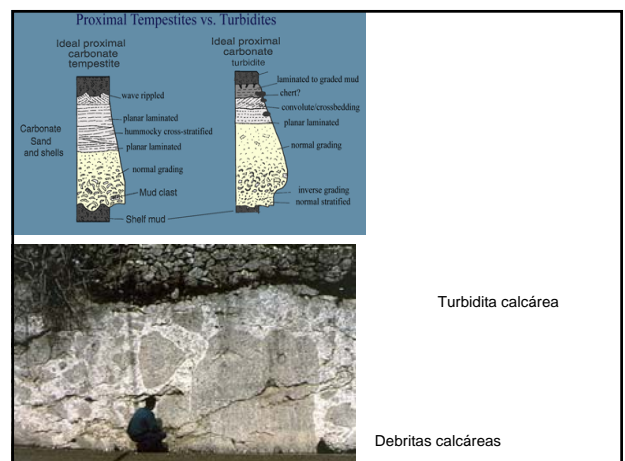 Proximal Tempestites vs. Turbidites
Ideal proximal
carbonate
tempestite
wave rippled
planar laminated
hummocky cross-stratified
planar laminated
normal grading
Mud clast
Shelf mud
Carbonate
Sand
and shells
Ideal proximal
carbonate
turbidite
laminated to graded mud
chert?
convolute/crossbedding
planar laminated
normal grading
inverse grading
normal stratified
Turbidita calcárea
Debritas calcáreas